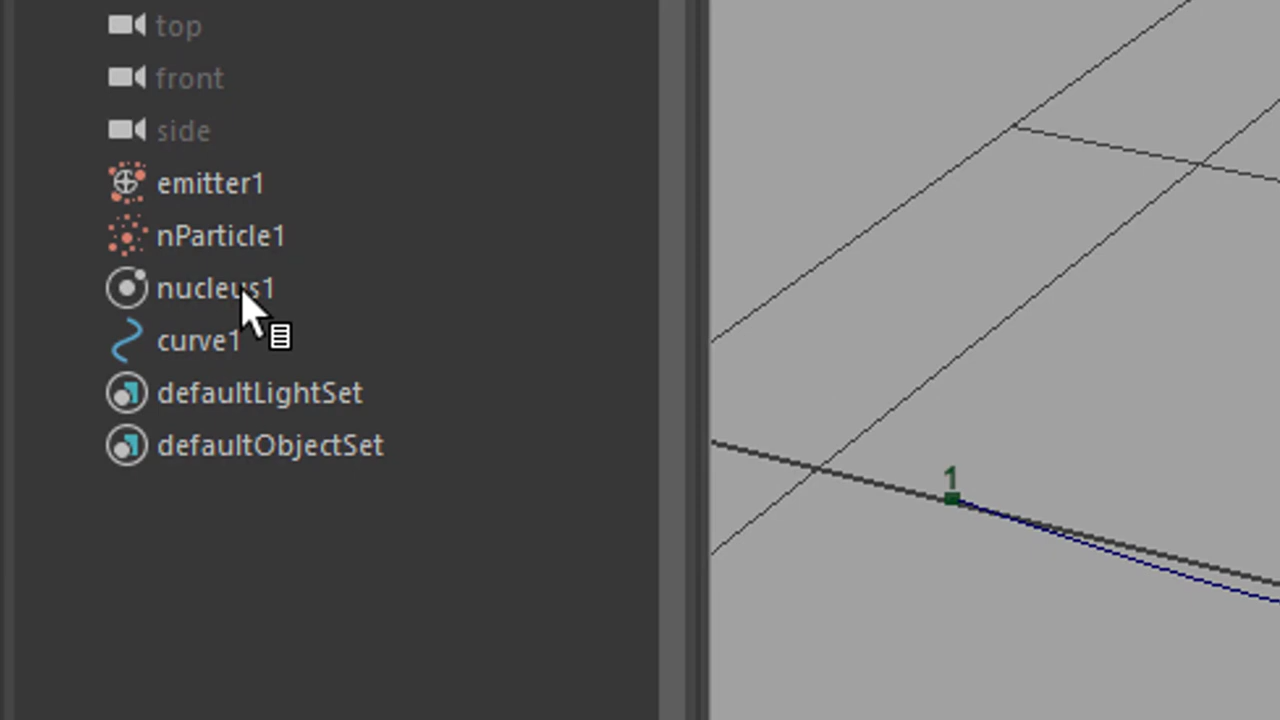 top
front
side
emitter1
nParticle1
nucleus1
curve1
defaultLightSet
defaultObjectSet
1